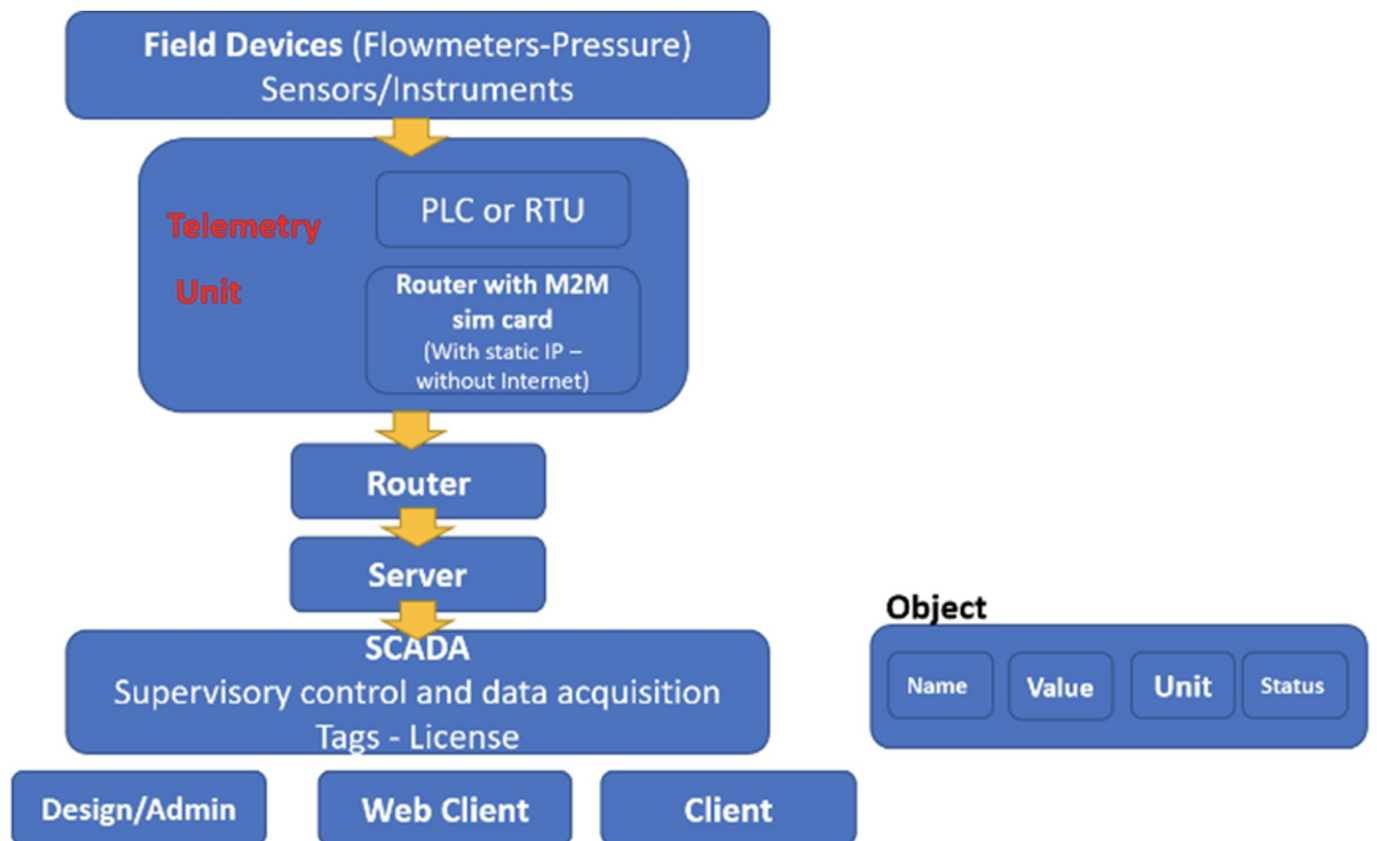 Field Devices (Flowmeters-Pressure)
Sensors/Instruments
Telemetry
Unit
PLC or RTU
Router with M2M
sim card
(With static IP –
without Internet)
Router
Server
SCADA
Supervisory control and data acquisition
Tags - License
Design/Admin
Web Client
Client
Object
Name
Value
Unit
Status